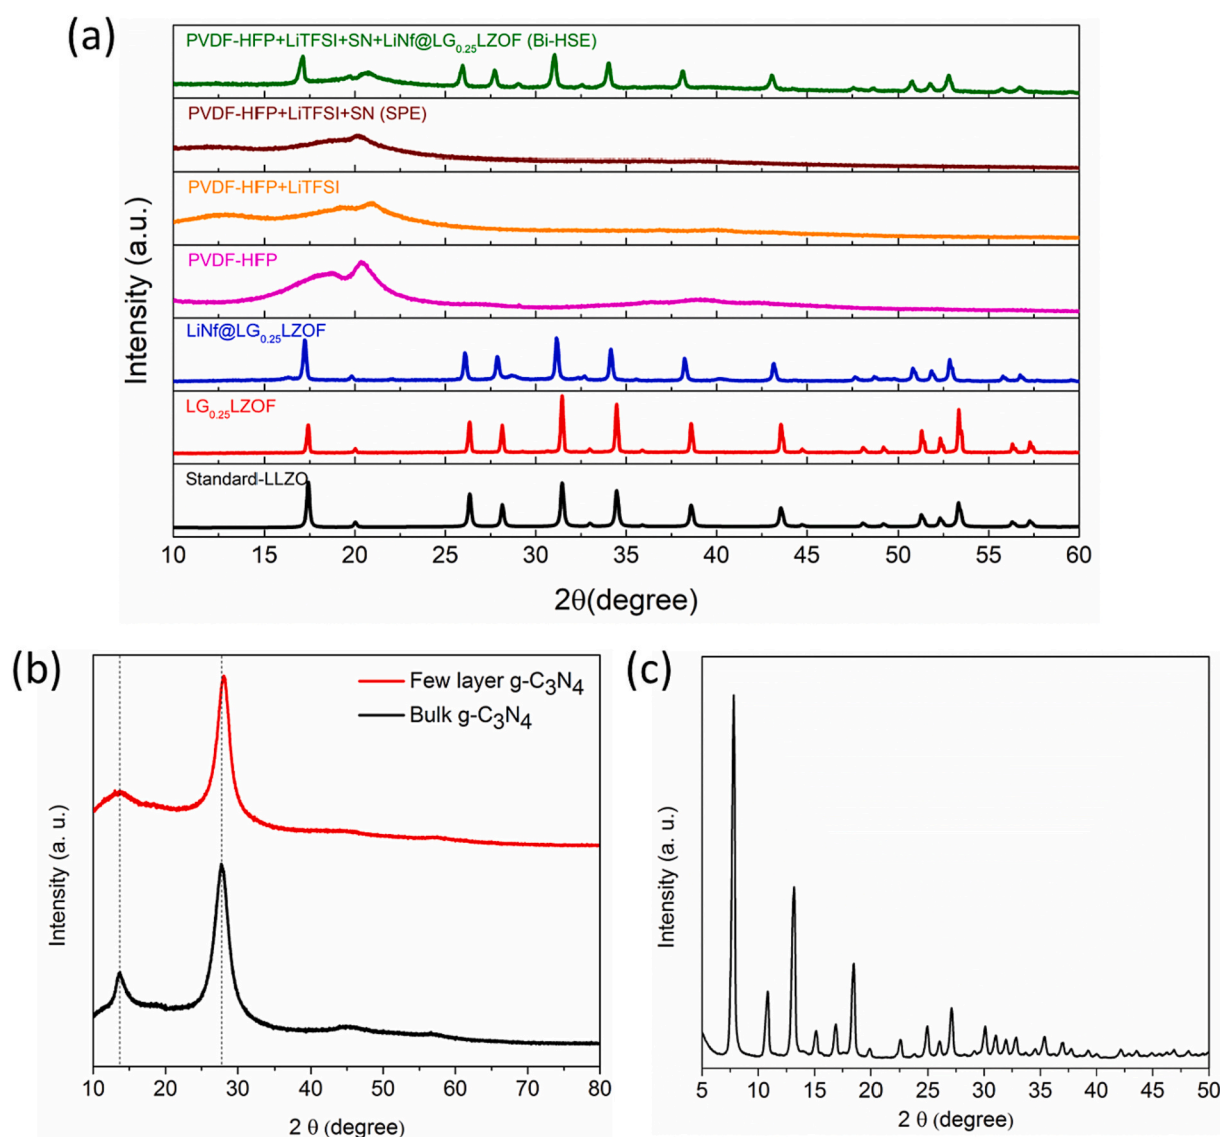 (a)
PVDF-HFP+LiTFSI+SN+LiNf@LG0.25LZOF (Bi-HSE)
PVDF-HFP+LiTFSI+SN (SPE)
PVDF-HFP+LiTFSI
PVDF-HFP
LiNf@LG0.25LZOF
LG0.25LZOF
Standard-LLZO
Intensity (a.u.)
10 15 20 25 30 35 40 45 50 55 60
2θ(degree)
(b)
Few layer g-C3N4
Bulk g-C3N4
Intensity (a. u.)
10 20 30 40 50 60 70 80
2 θ (degree)
(c)
Intensity (a. u.)
5 10 15 20 25 30 35 40 45 50
2 θ (degree)